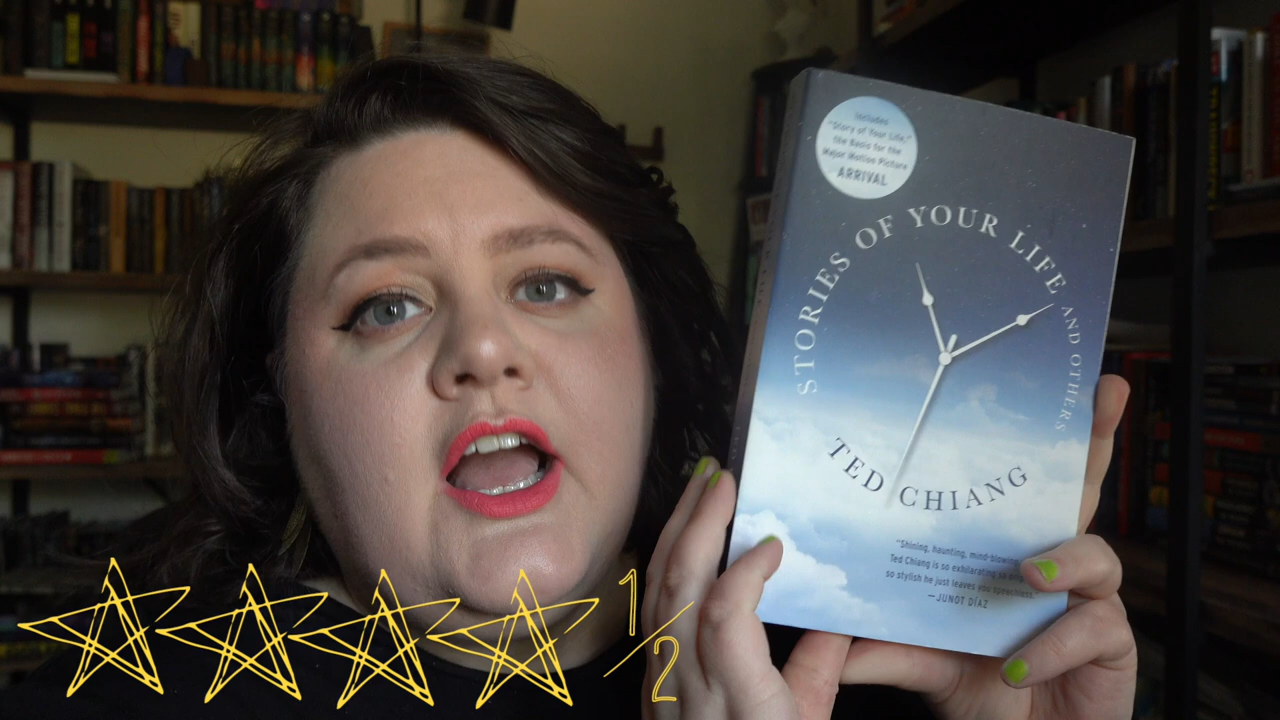 Includes
"Story of Your Life,"
the Basis for the
Major Motion Picture
ARRIVAL
STORIES OF YOUR LIFE
AND OTHERS
TED CHIANG
"Shining, haunting, mind-blowing
Ted Chiang is so exhilarating so
so stylish he just leaves you speechless."
—JUNOT DÍAZ
1/2